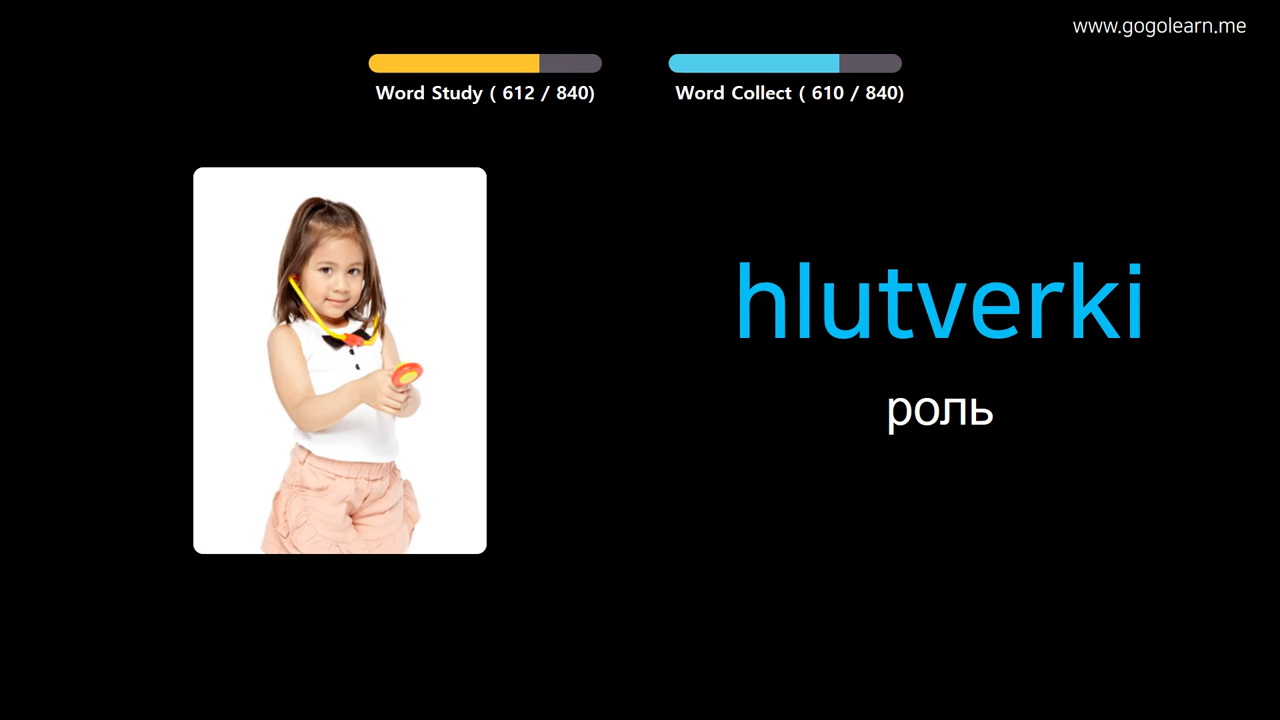 www.gogolearn.me
Word Study ( 612 / 840)
Word Collect ( 610 / 840)
hlutverki
роль